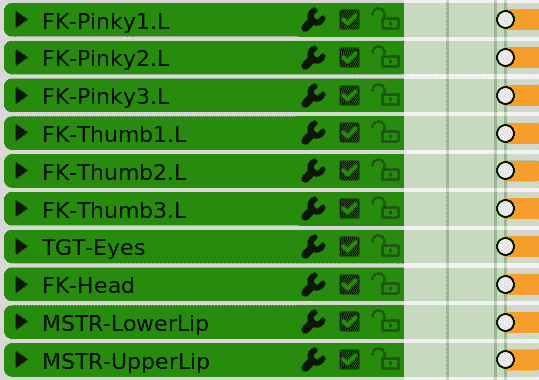 FK-Pinky1.L
FK-Pinky2.L
FK-Pinky3.L
FK-Thumb1.L
FK-Thumb2.L
FK-Thumb3.L
TGT-Eyes
FK-Head
MSTR-LowerLip
MSTR-UpperLip